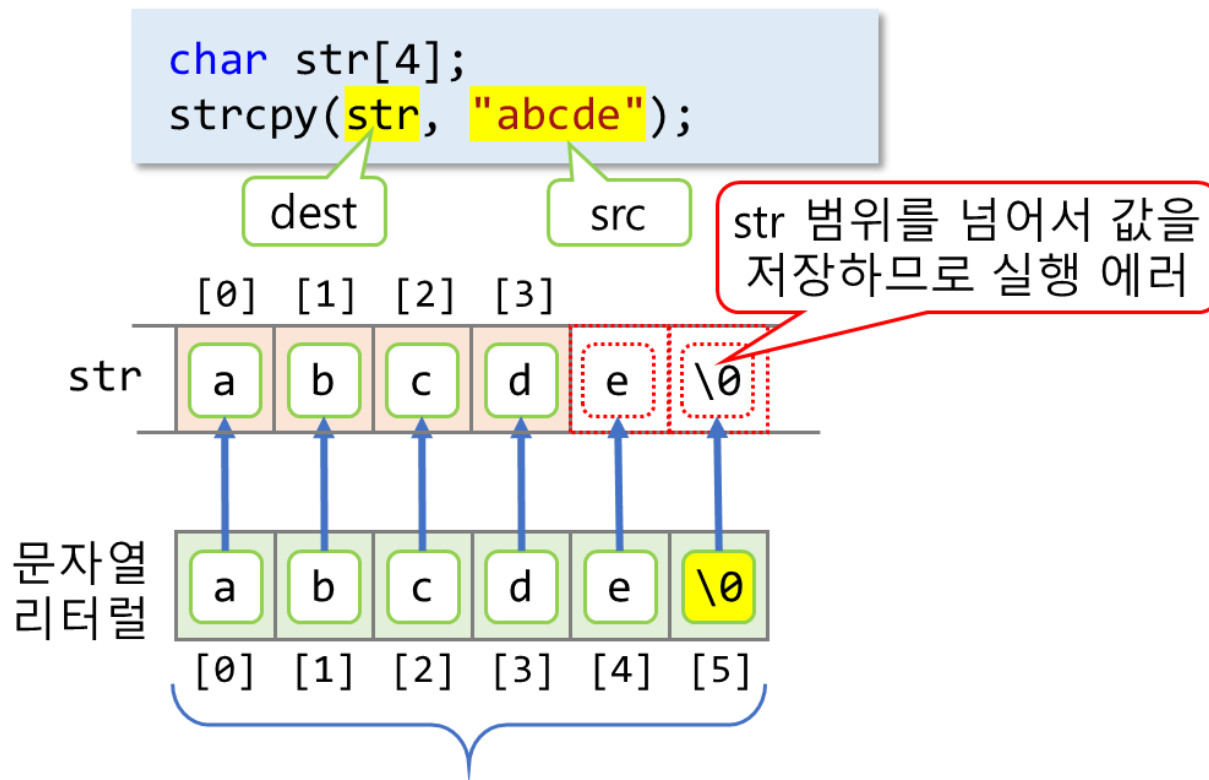 char str[4];
strcpy(str, "abcde");
dest
src
str 범위를 넘어서 값을
저장하므로 실행 에러
[0] [1] [2] [3]
str a b c d e \0
문자열
리터럴
a b c d e \0
[0] [1] [2] [3] [4] [5]